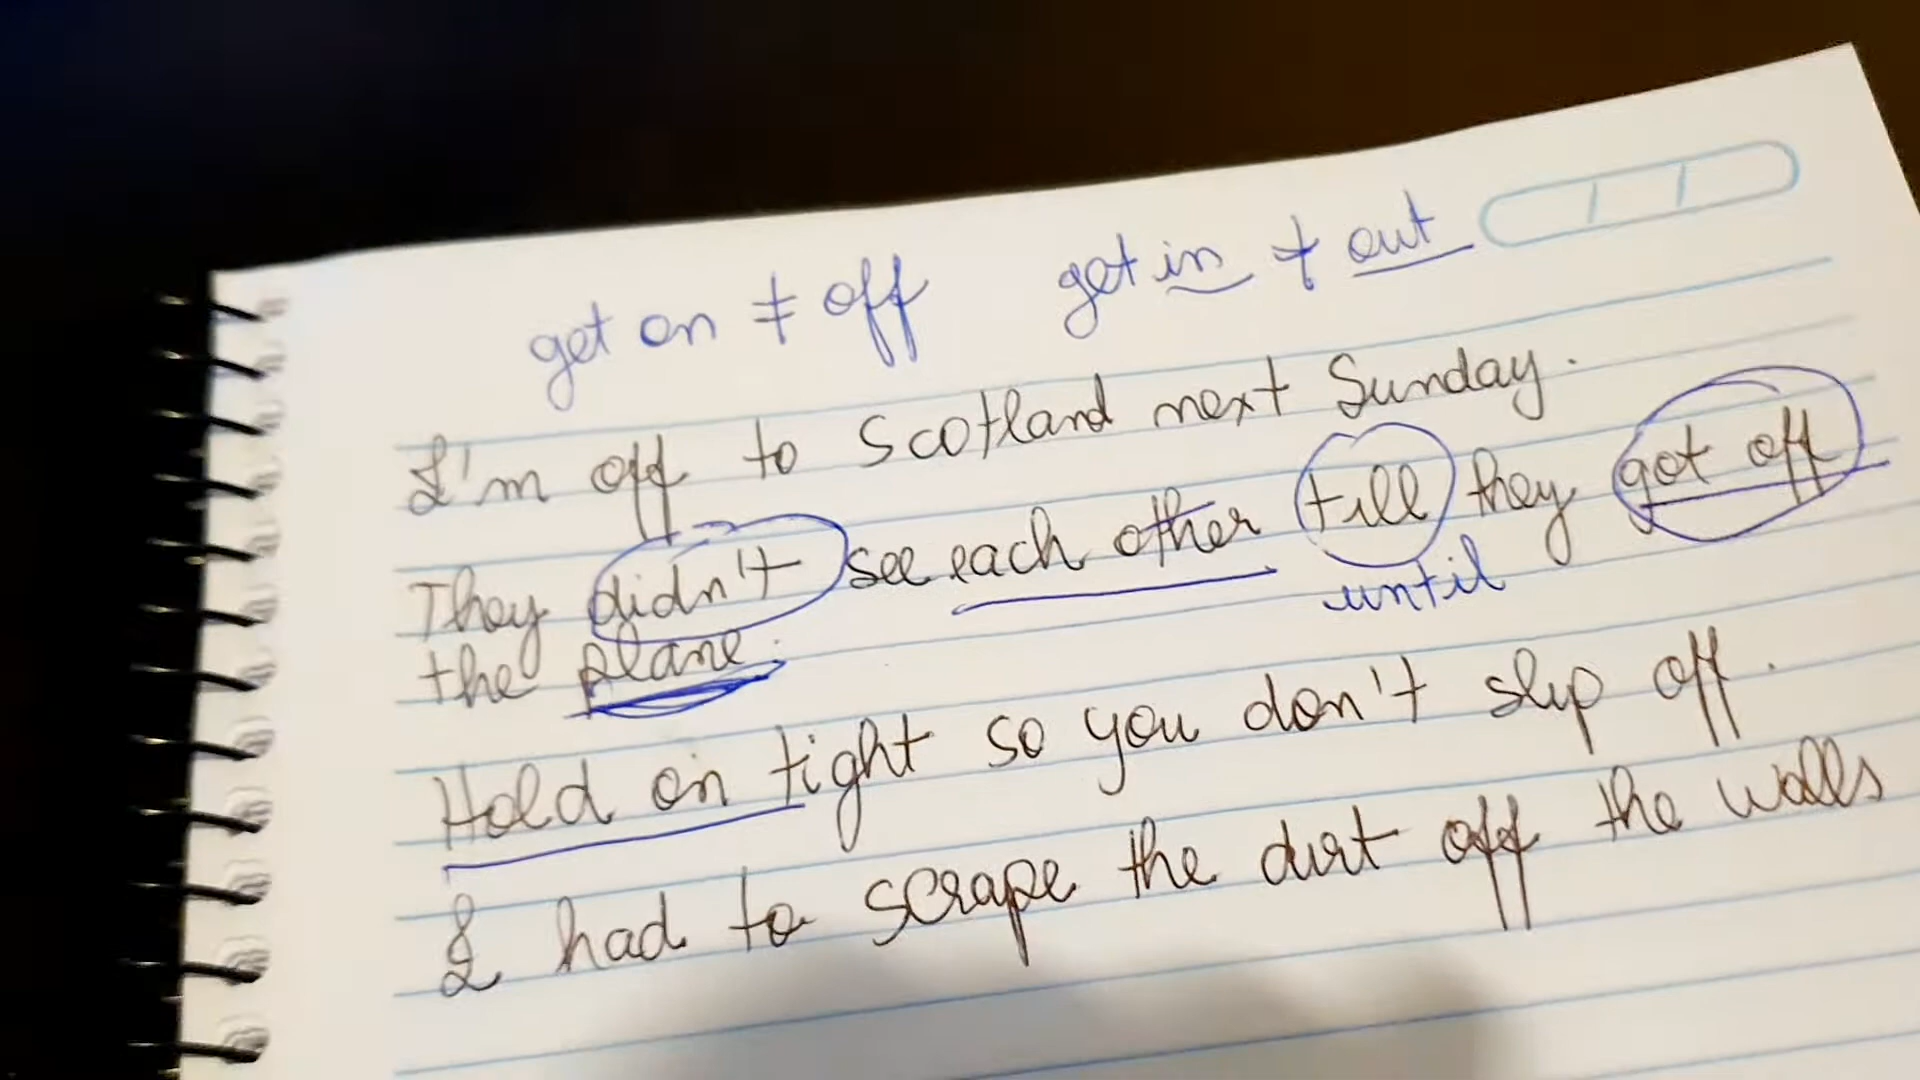 get on ≠ off get in ≠ out
I'm off to Scotland next Sunday.
They didn't see each other till they got off
until
the plane.
Hold on tight so you don't slip off.
I had to scrape the dirt off the walls